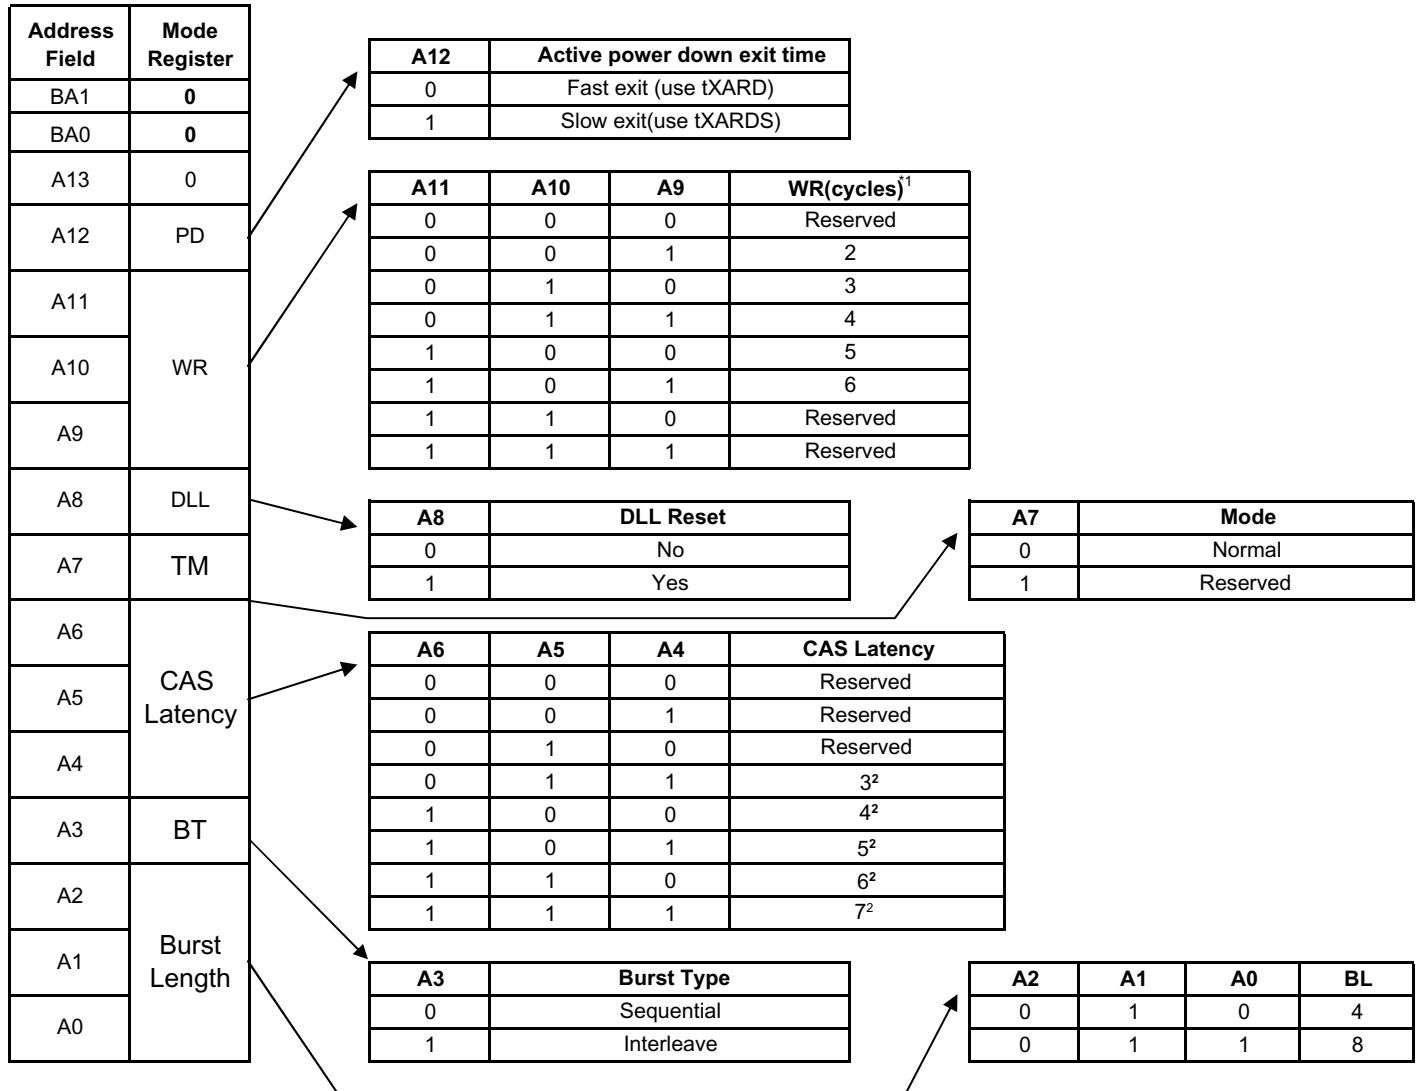 Address Field Mode Register
BA1 0
BA0 0
A13 0
A12 PD
A11
A10 WR
A9
A8 DLL
A7 TM
A6
A5 CAS Latency
A4
A3 BT
A2
A1 Burst Length
A0
A12 Active power down exit time
0 Fast exit (use tXARD)
1 Slow exit(use tXARDS)
A11 A10 A9 WR(cycles)*1
0 0 0 Reserved
0 0 1 2
0 1 0 3
0 1 1 4
1 0 0 5
1 0 1 6
1 1 0 Reserved
1 1 1 Reserved
A8 DLL Reset
0 No
1 Yes
A7 Mode
0 Normal
1 Reserved
A6 A5 A4 CAS Latency
0 0 0 Reserved
0 0 1 Reserved
0 1 0 Reserved
0 1 1 3²
1 0 0 4²
1 0 1 5²
1 1 0 6²
1 1 1 7²
A3 Burst Type
0 Sequential
1 Interleave
A2 A1 A0 BL
0 1 0 4
0 1 1 8